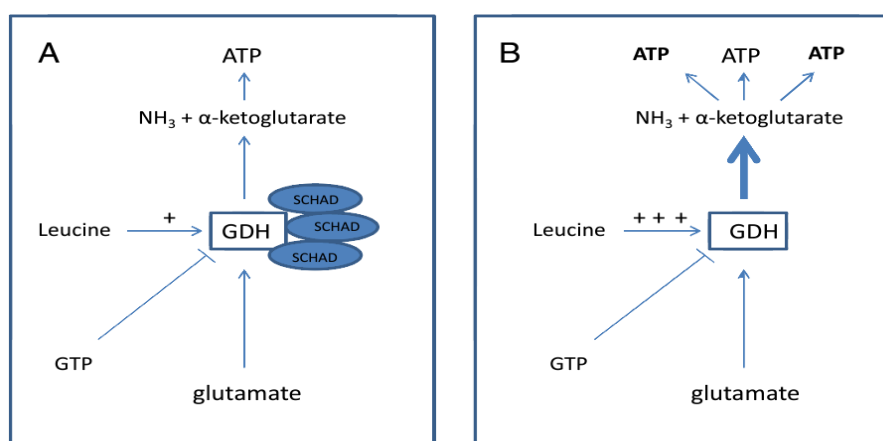 A
ATP
NH₃ + α-ketoglutarate
SCHAD
Leucine
+
GDH
SCHAD
SCHAD
GTP
glutamate
B
ATP ATP ATP
NH₃ + α-ketoglutarate
Leucine
+ + +
GDH
GTP
glutamate